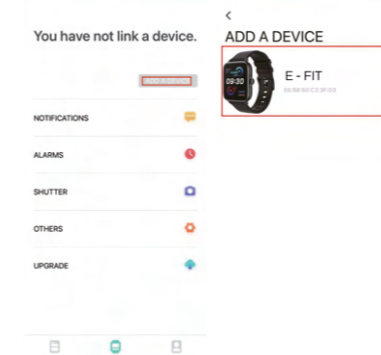 You have not link a device.
NOTIFICATIONS
ALARMS
SHUTTER
OTHERS
UPGRADE
<
ADD A DEVICE
09:30
E - FIT